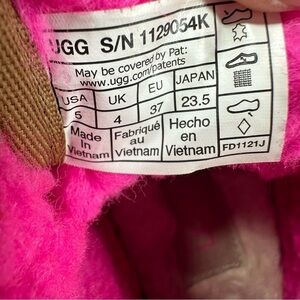 UGG S/N 1129054K
May be covered by Pat:
www.ugg.com/patents
USA UK EU JAPAN
5 4 37 23.5
Made in Vietnam
Fabriqué au Vietnam
Hecho en Vietnam
FD1121J